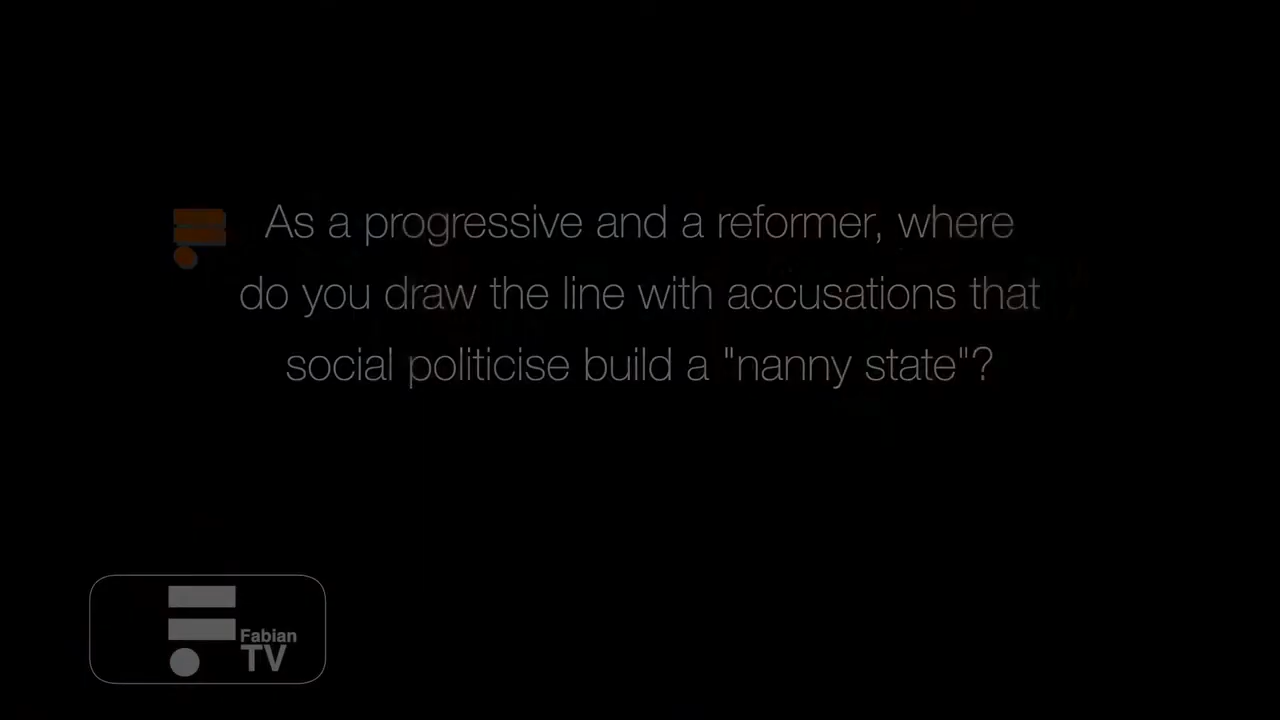 As a progressive and a reformer, where
do you draw the line with accusations that
social politicise build a "nanny state"?
Fabian
TV